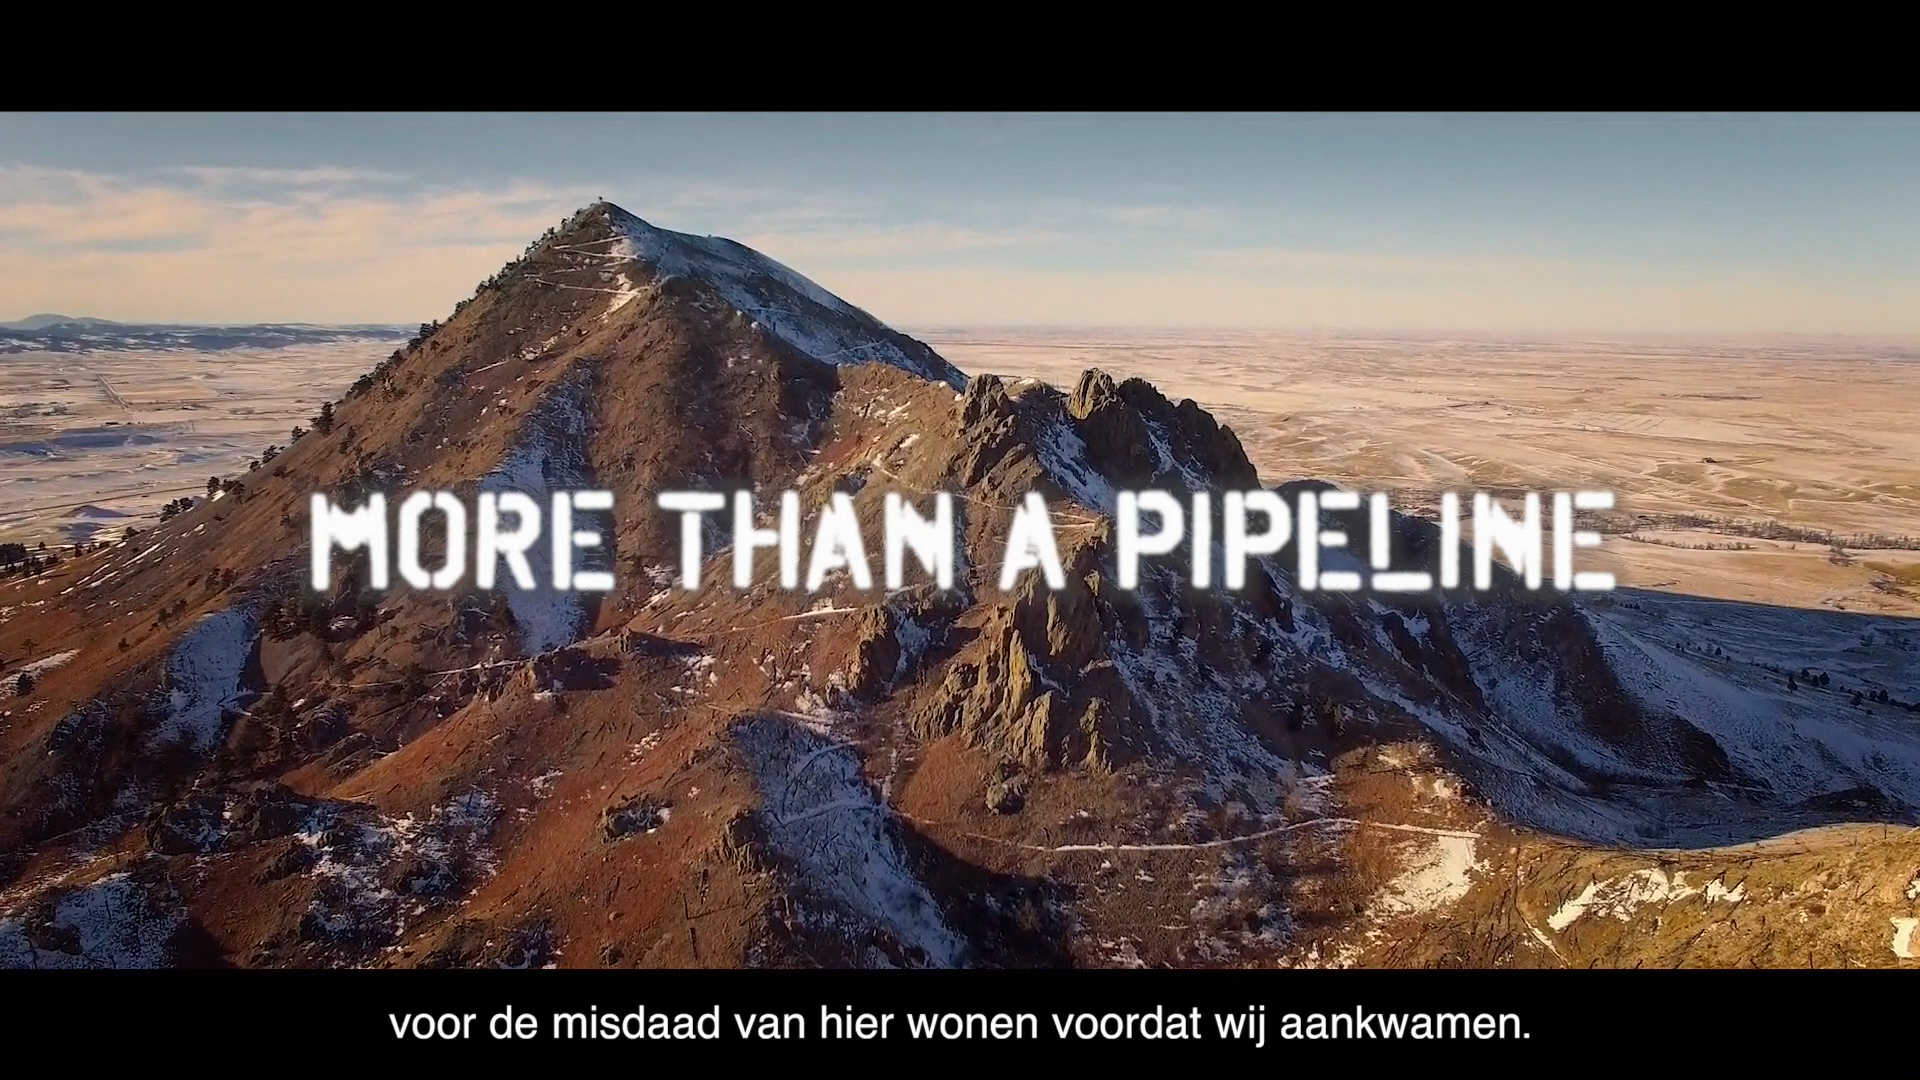 MORE THAN A PIPELINE
voor de misdaad van hier wonen voordat wij aankwamen.